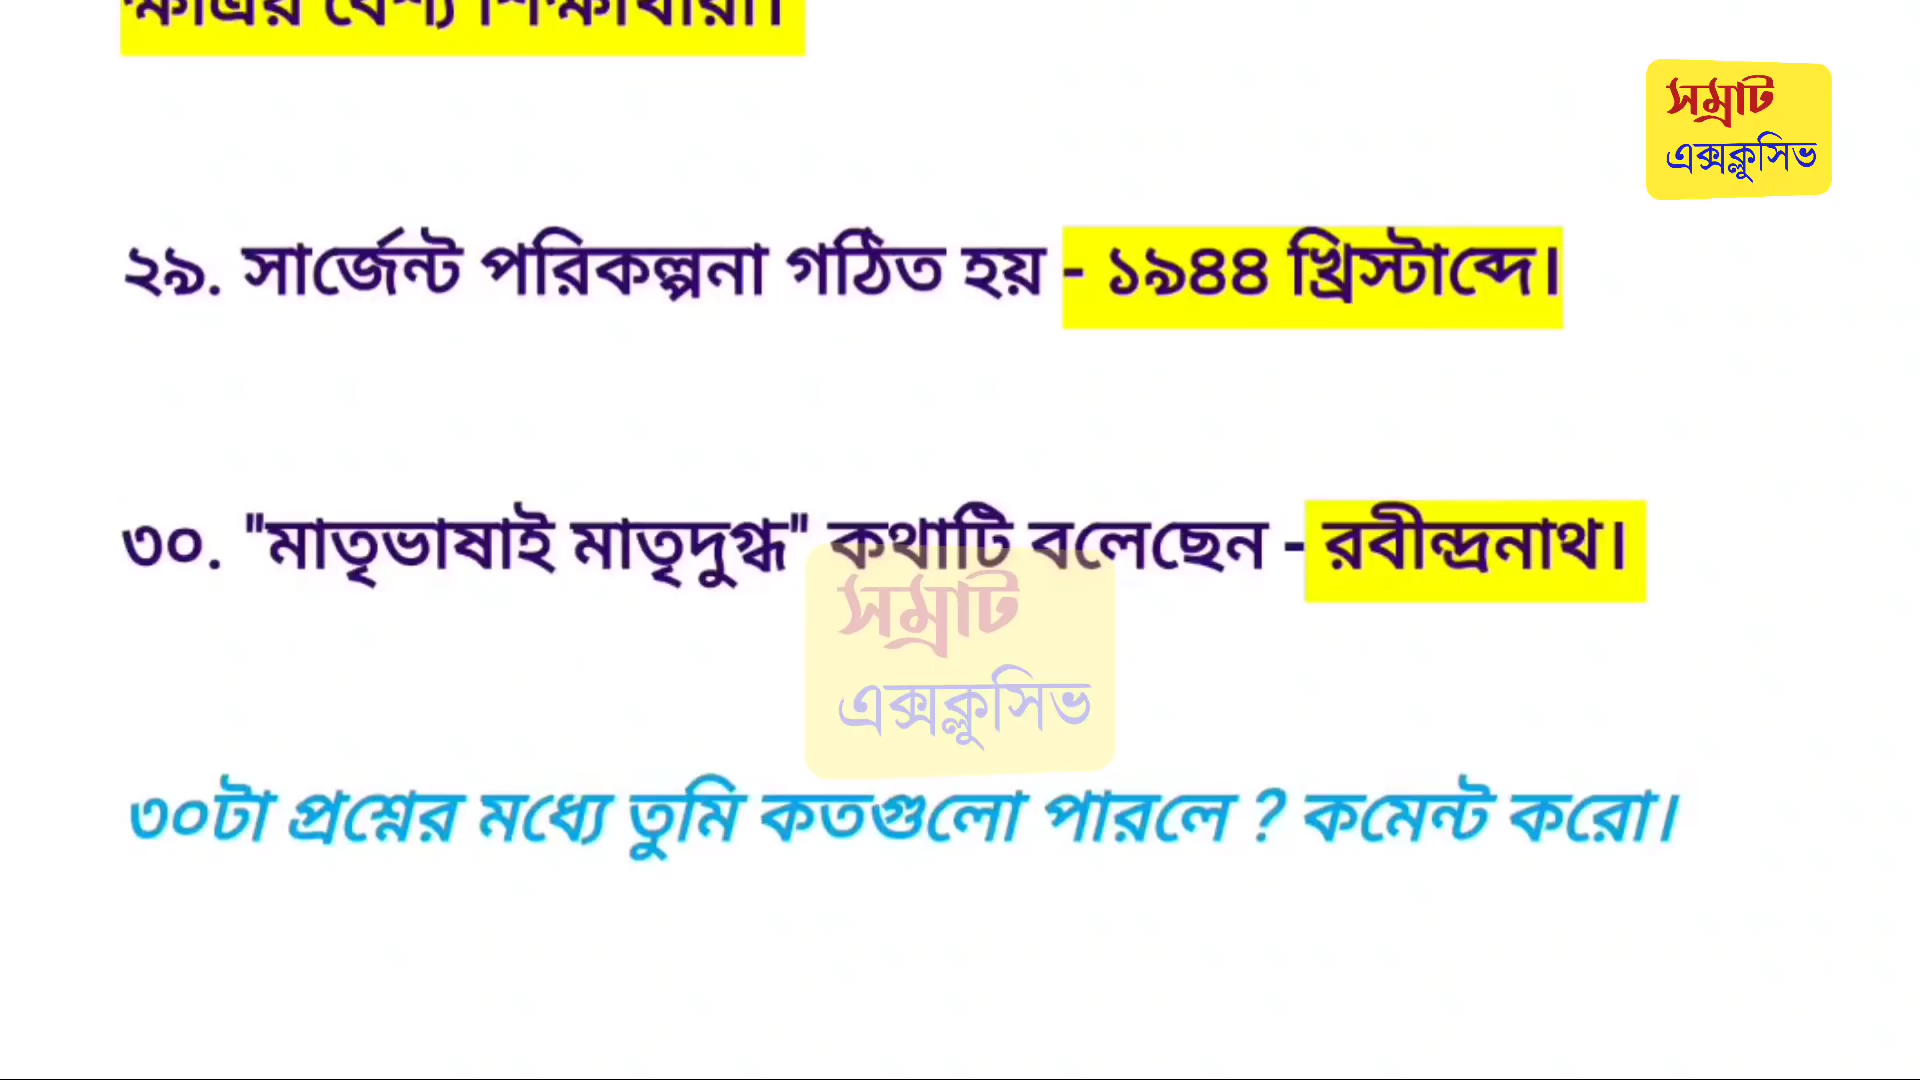 ক্ষত্রিয় বৈশ্য শিক্ষার্থীরা।
সম্রাট
এক্সক্লুসিভ
২৯. সার্জেন্ট পরিকল্পনা গঠিত হয় - ১৯৪৪ খ্রিস্টাব্দে।
৩০. "মাতৃভাষাই মাতৃদুগ্ধ" কথাটি বলেছেন - রবীন্দ্রনাথ।
সম্রাট
এক্সক্লুসিভ
৩০টা প্রশ্নের মধ্যে তুমি কতগুলো পারলে ? কমেন্ট করো।